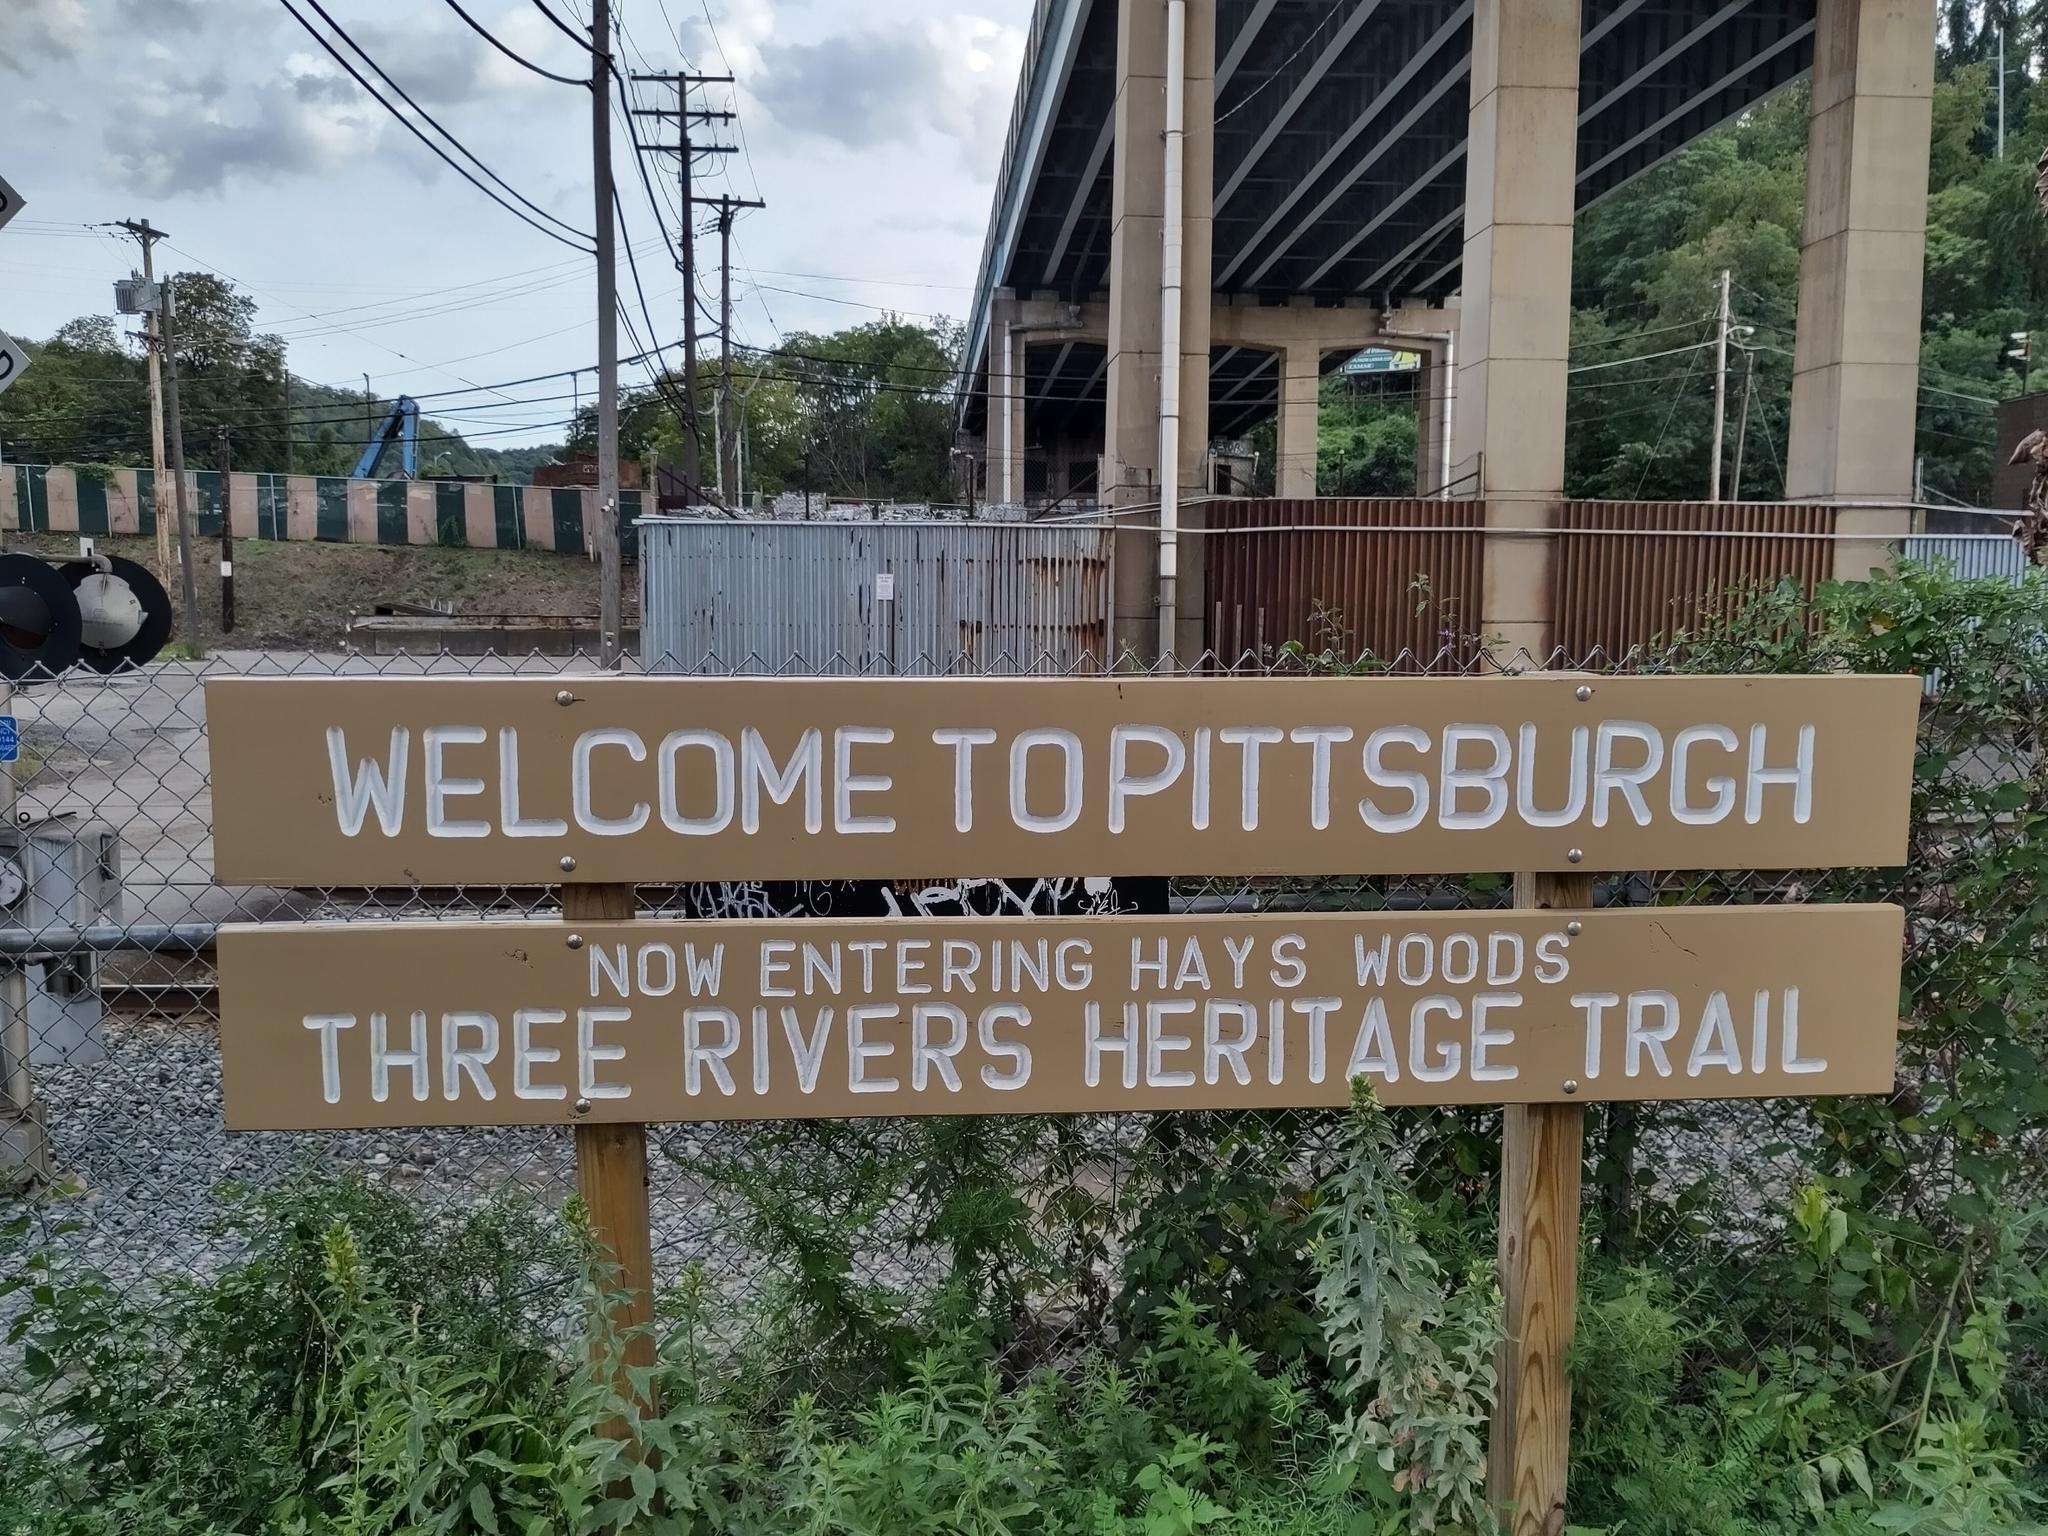 WELCOME TO PITTSBURGH
NOW ENTERING HAYS WOODS
THREE RIVERS HERITAGE TRAIL